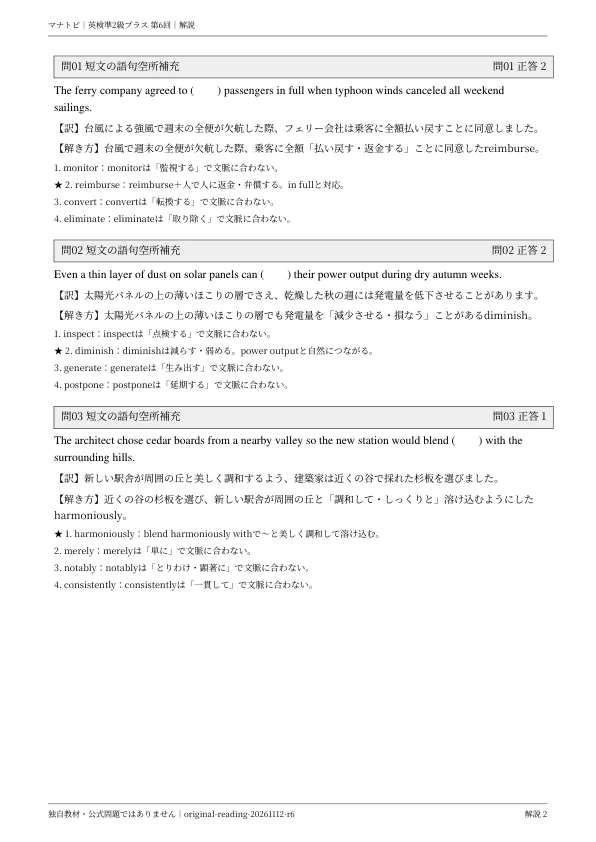 マナトビ｜英検準2級プラス 第6回｜解説
問01 短文の語句空所補充 問01 正答 2
The ferry company agreed to (　　) passengers in full when typhoon winds canceled all weekend
sailings.
【訳】台風による強風で週末の全便が欠航した際、フェリー会社は乗客に全額払い戻すことに同意しました。
【解き方】台風で週末の全便が欠航した際、乗客に全額「払い戻す・返金する」ことに同意したreimburse。
1. monitor：monitorは「監視する」で文脈に合わない。
★ 2. reimburse：reimburse＋人で人に返金・弁償する。in fullと対応。
3. convert：convertは「転換する」で文脈に合わない。
4. eliminate：eliminateは「取り除く」で文脈に合わない。
問02 短文の語句空所補充 問02 正答 2
Even a thin layer of dust on solar panels can (　　) their power output during dry autumn weeks.
【訳】太陽光パネルの上の薄いほこりの層でさえ、乾燥した秋の週には発電量を低下させることがあります。
【解き方】太陽光パネルの上の薄いほこりの層でも発電量を「減少させる・損なう」ことがあるdiminish。
1. inspect：inspectは「点検する」で文脈に合わない。
★ 2. diminish：diminishは減らす・弱める。power outputと自然につながる。
3. generate：generateは「生み出す」で文脈に合わない。
4. postpone：postponeは「延期する」で文脈に合わない。
問03 短文の語句空所補充 問03 正答 1
The architect chose cedar boards from a nearby valley so the new station would blend (　　) with the
surrounding hills.
【訳】新しい駅舎が周囲の丘と美しく調和するよう、建築家は近くの谷で採れた杉板を選びました。
【解き方】近くの谷の杉板を選び、新しい駅舎が周囲の丘と「調和して・しっくりと」溶け込むようにした
harmoniously。
★ 1. harmoniously：blend harmoniously withで〜と美しく調和して溶け込む。
2. merely：merelyは「単に」で文脈に合わない。
3. notably：notablyは「とりわけ・顕著に」で文脈に合わない。
4. consistently：consistentlyは「一貫して」で文脈に合わない。
独自教材・公式問題ではありません｜original-reading-20261112-r6 解説 2